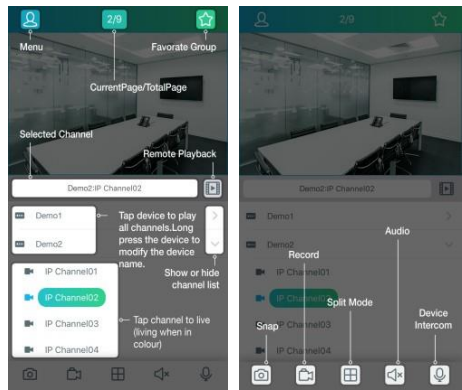 2/9
Menu
Favorate Group
CurrentPage/TotalPage
Selected Channel
Remote Playback
Demo2:IP Channel02
Demo1
Demo2
Tap device to play
all channels.Long
press the device to
modify the device
name.
Show or hide
channel list
IP Channel01
IP Channel02
IP Channel03
IP Channel04
Tap channel to live
(living when in
colour)
2/9
Demo2:IP Channel02
Demo1
Demo2
Audio
Record
IP Channel01
IP Channel02
Split Mode
IP Channel03
Snap
Device
Intercom
IP Channel04